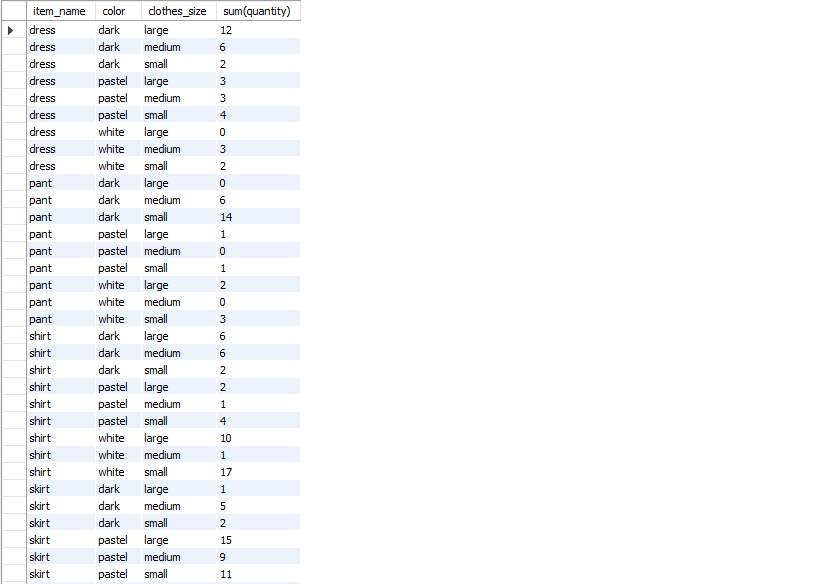 item_name color clothes_size sum(quantity)
dress dark large 12
dress dark medium 6
dress dark small 2
dress pastel large 3
dress pastel medium 3
dress pastel small 4
dress white large 0
dress white medium 3
dress white small 2
pant dark large 0
pant dark medium 6
pant dark small 14
pant pastel large 1
pant pastel medium 0
pant pastel small 1
pant white large 2
pant white medium 0
pant white small 3
shirt dark large 6
shirt dark medium 6
shirt dark small 2
shirt pastel large 2
shirt pastel medium 1
shirt pastel small 4
shirt white large 10
shirt white medium 1
shirt white small 17
skirt dark large 1
skirt dark medium 5
skirt dark small 2
skirt pastel large 15
skirt pastel medium 9
skirt pastel small 11